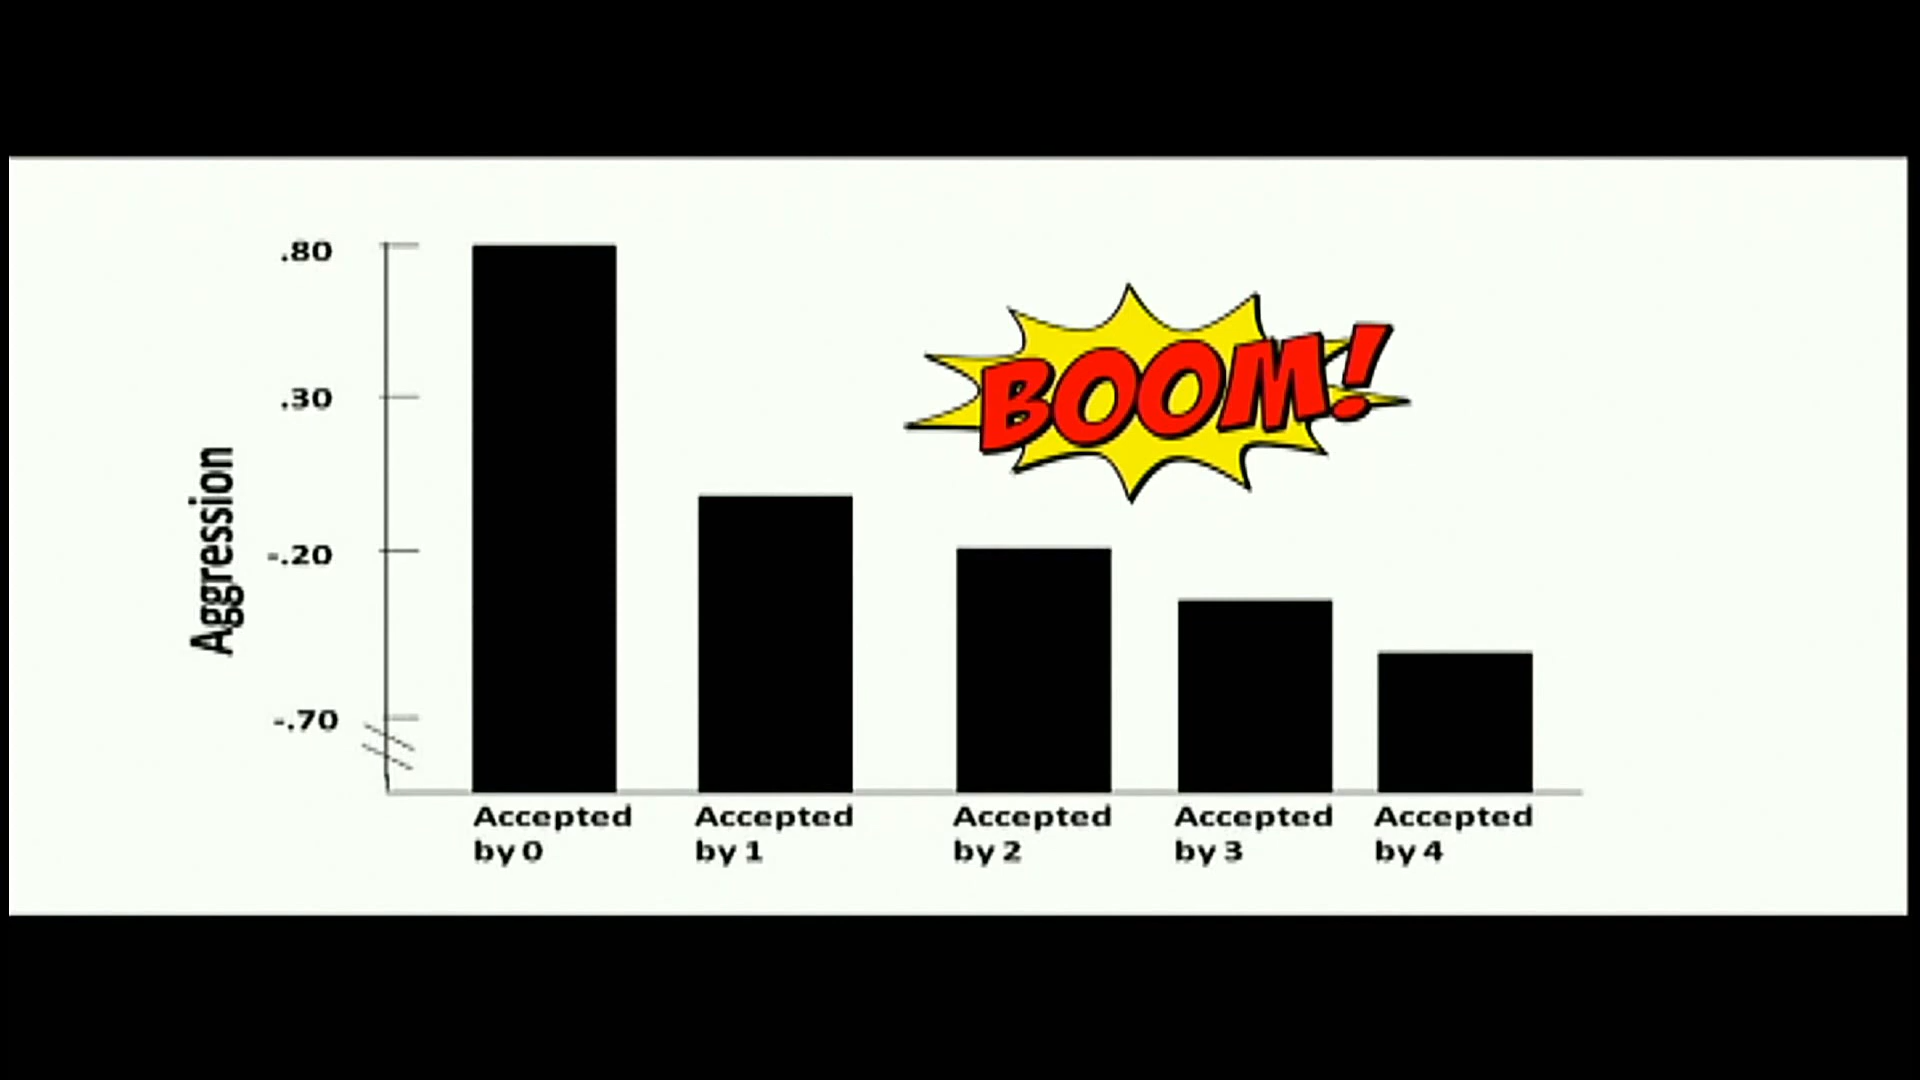 .80
.30
-.20
-.70
Aggression
BOOM!
Accepted by 0
Accepted by 1
Accepted by 2
Accepted by 3
Accepted by 4